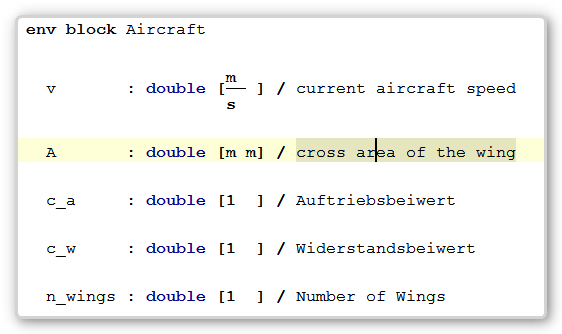 env block Aircraft
v : double [m/s ] / current aircraft speed
A : double [m m] / cross area of the wing
c_a : double [1 ] / Auftriebsbeiwert
c_w : double [1 ] / Widerstandsbeiwert
n_wings : double [1 ] / Number of Wings